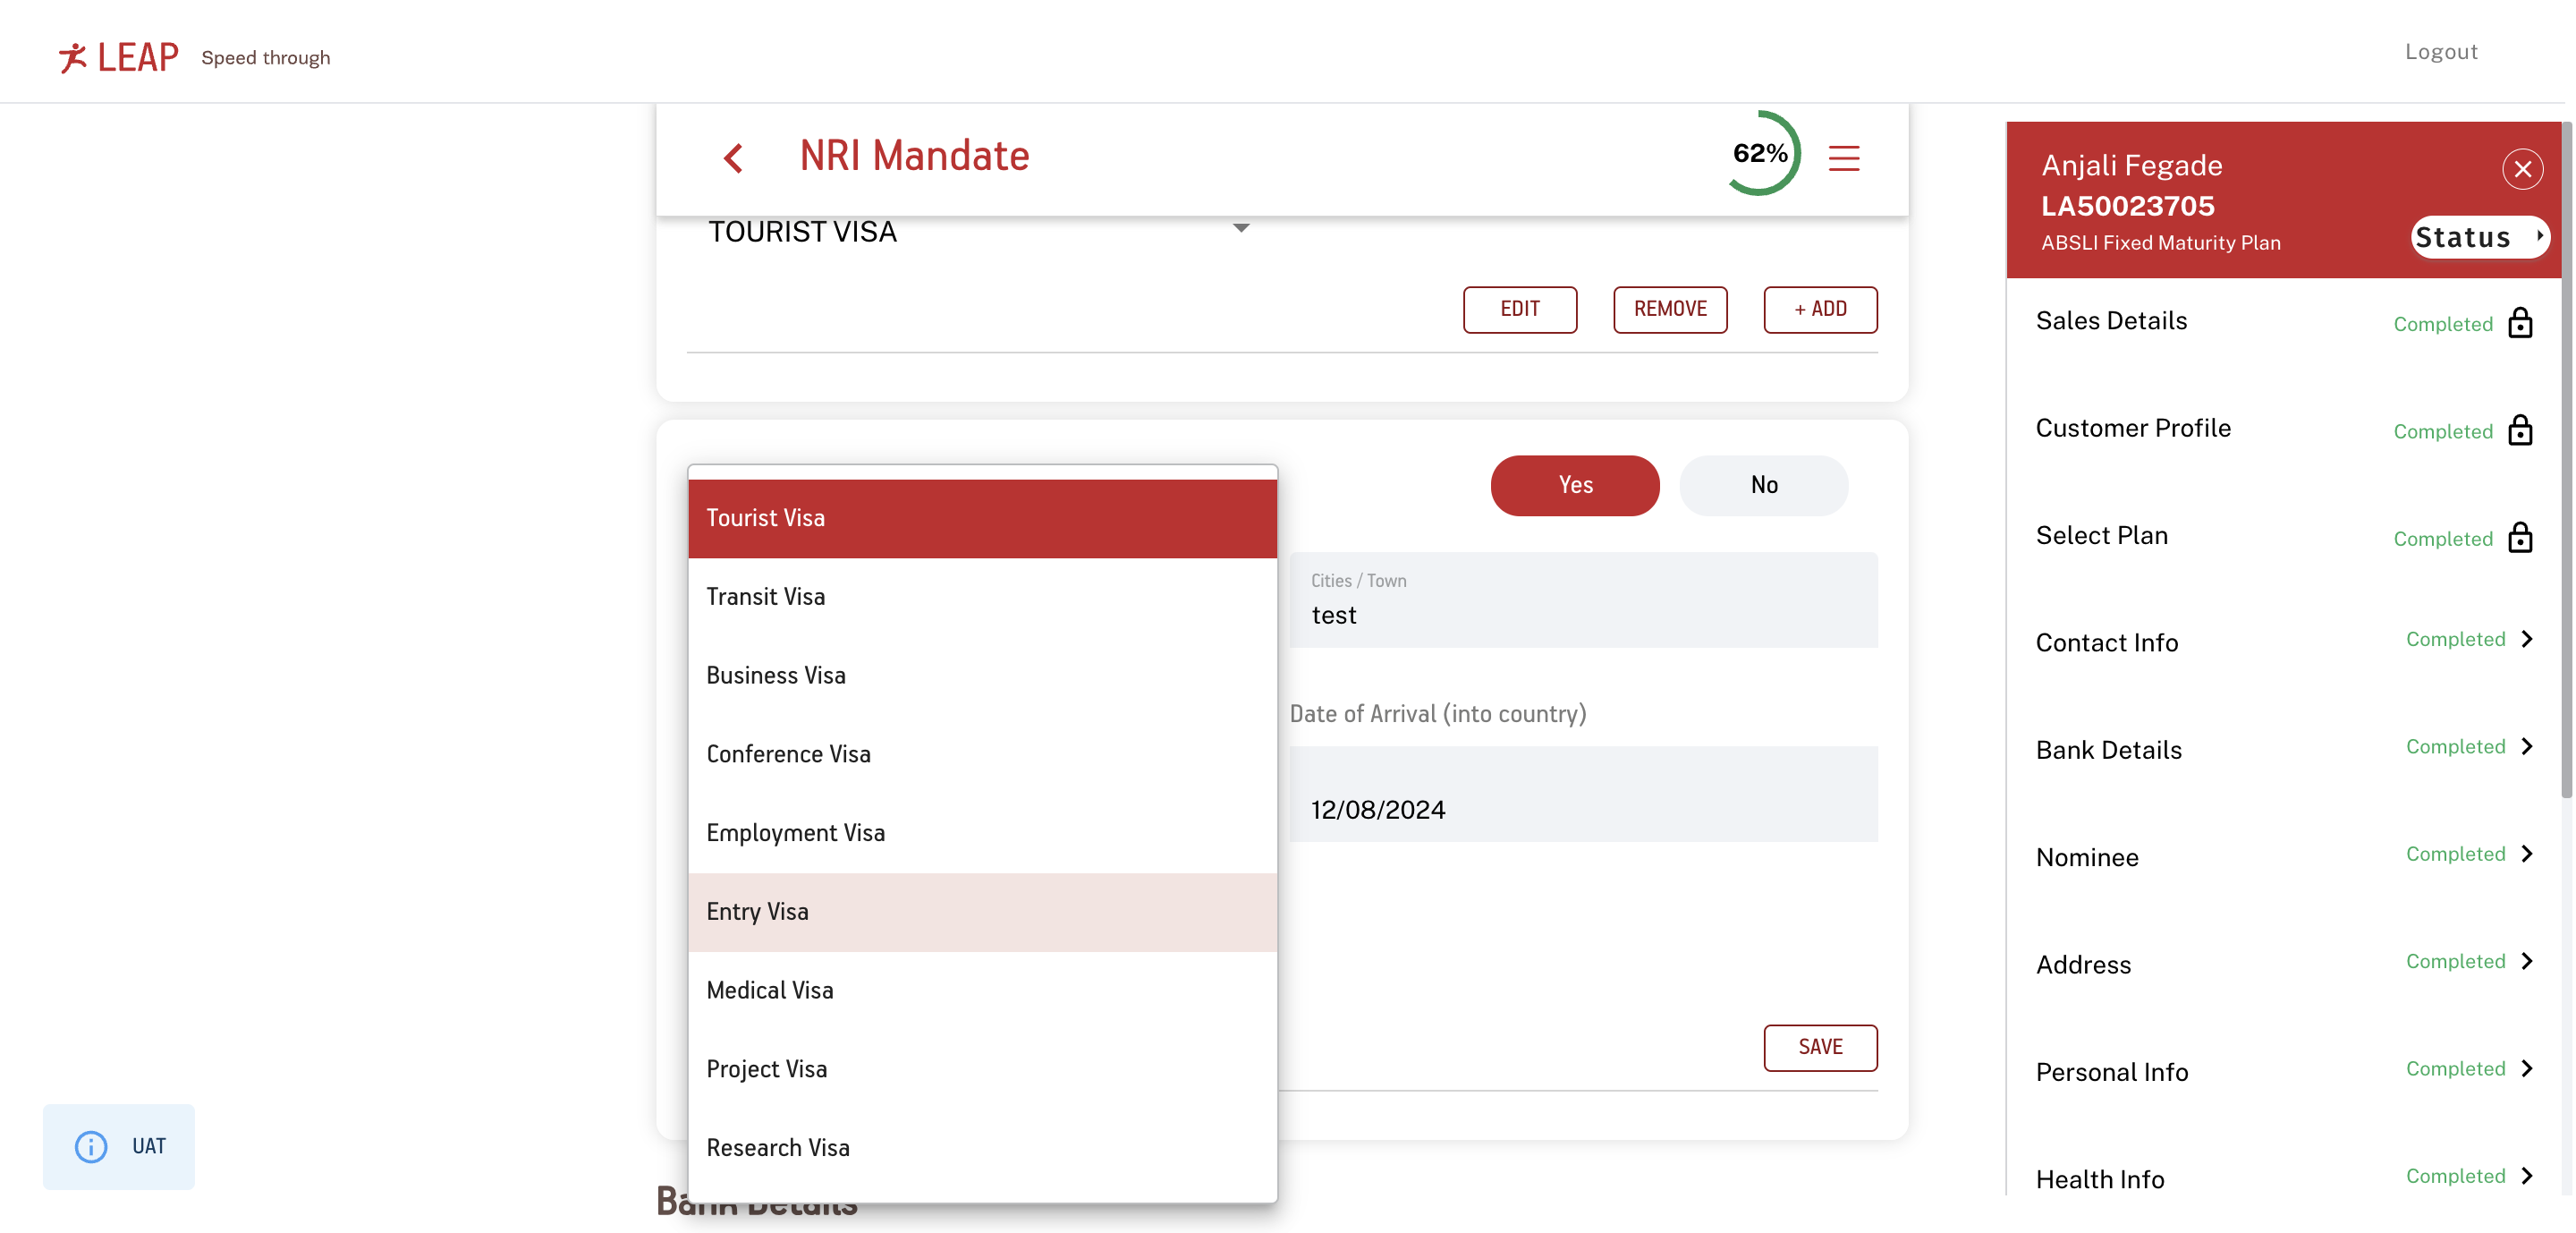 LEAP Speed through
Logout
NRI Mandate
62%
TOURIST VISA
EDIT
REMOVE
+ ADD
Yes
No
Tourist Visa
Transit Visa
Business Visa
Conference Visa
Employment Visa
Entry Visa
Medical Visa
Project Visa
Research Visa
Cities / Town
test
Date of Arrival (into country)
12/08/2024
SAVE
Bank Details
UAT
Anjali Fegade
LA50023705
ABSLI Fixed Maturity Plan
Status
Sales Details Completed
Customer Profile Completed
Select Plan Completed
Contact Info Completed
Bank Details Completed
Nominee Completed
Address Completed
Personal Info Completed
Health Info Completed